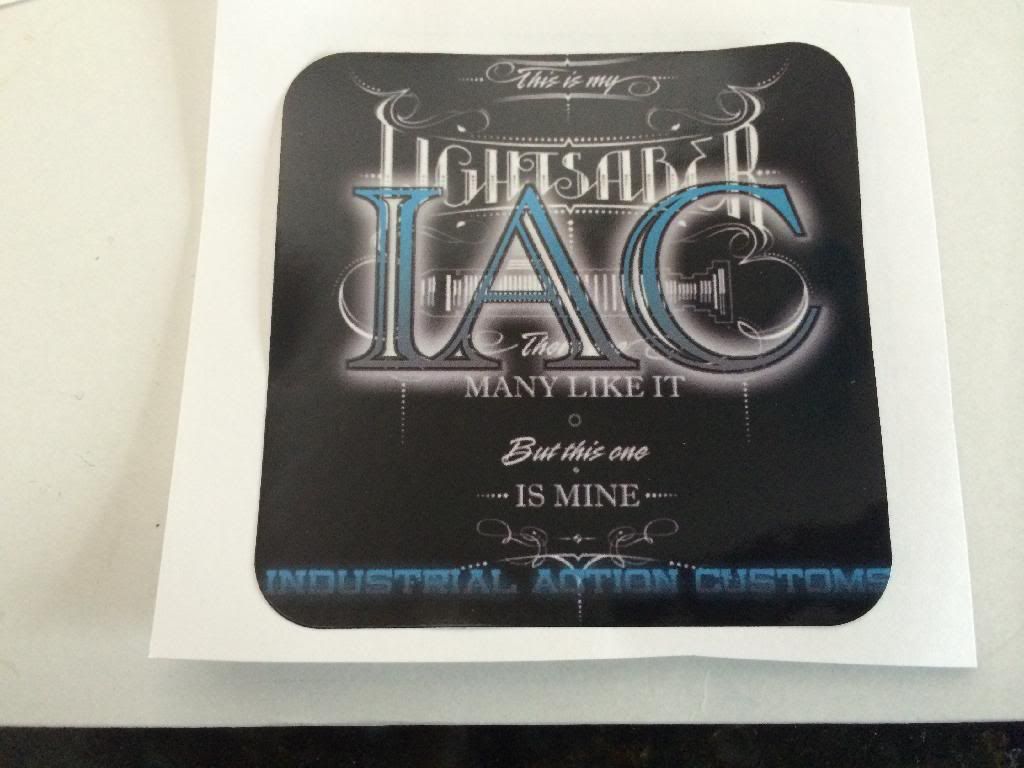 This is my
LIGHTSABER
IAC
MANY LIKE IT
But this one
IS MINE
INDUSTRIAL ACTION CUSTOMS